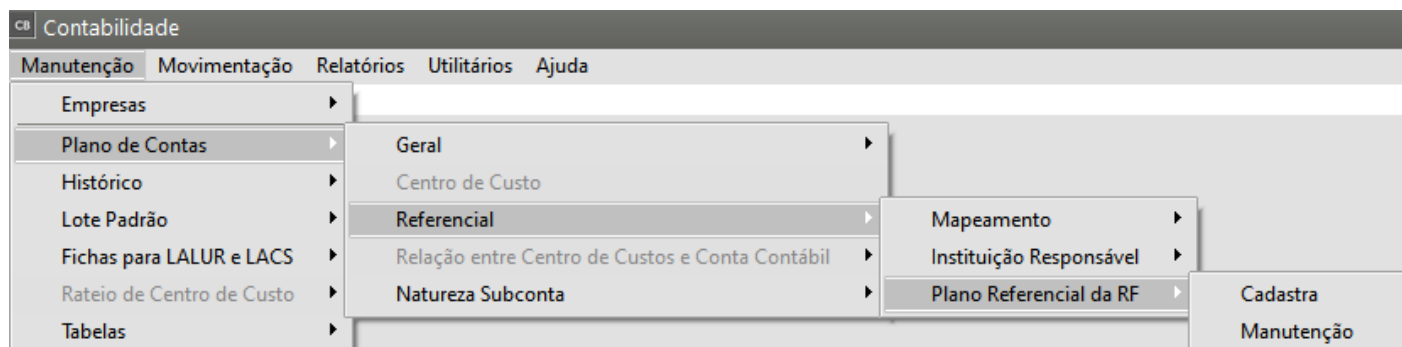 CB Contabilidade
Manutenção Movimentação Relatórios Utilitários Ajuda
Empresas
Plano de Contas
Histórico
Lote Padrão
Fichas para LALUR e LACS
Rateio de Centro de Custo
Tabelas
Geral
Centro de Custo
Referencial
Relação entre Centro de Custos e Conta Contábil
Natureza Subconta
Mapeamento
Instituição Responsável
Plano Referencial da RF
Cadastra
Manutenção